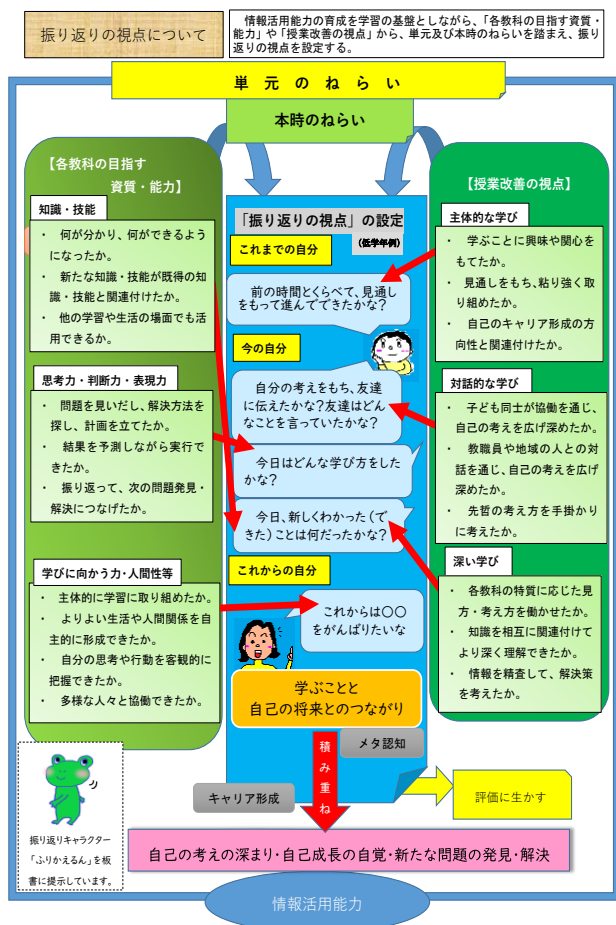 振り返りの視点について
情報活用能力の育成を学習の基盤としながら、「各教科の目指す資質・
能力」や「授業改善の視点」から、単元及び本時のねらいを踏まえ、振り
返りの視点を設定する。
単元のねらい
本時のねらい
【各教科の目指す
資質・能力】
知識・技能
・ 何が分かり、何ができるよう
になったか。
・ 新たな知識・技能が既得の知
識・技能と関連付けたか。
・ 他の学習や生活の場面でも活
用できるか。
思考力・判断力・表現力
・ 問題を見いだし、解決方法を
探し、計画を立てたか。
・ 結果を予測しながら実行で
きたか。
・ 振り返って、次の問題発見・
解決につなげたか。
学びに向かう力・人間性等
・ 主体的に学習に取り組めたか。
・ よりよい生活や人間関係を自
主的に形成できたか。
・ 自分の思考や行動を客観的に
把握できたか。
・ 多様な人々と協働できたか。
「振り返りの視点」の設定
(低学年例)
これまでの自分
前の時間とくらべて、見通し
をもって進んでできたかな?
今の自分
自分の考えをもち、友達
に伝えたかな?友達はどん
なことを言っていたかな?
今日はどんな学び方をした
かな?
今日、新しくわかった(で
きた)ことは何だったかな?
これからの自分
これからは〇〇
をがんばりたいな
学ぶことと
自己の将来とのつながり
【授業改善の視点】
主体的な学び
・ 学ぶことに興味や関心を
もてたか。
・ 見通しをもち、粘り強く取
り組めたか。
・ 自己のキャリア形成の方
向性と関連付けたか。
対話的な学び
・ 子ども同士が協働を通じ、
自己の考えを広げ深めたか。
・ 教職員や地域の人との対
話を通じ、自己の考えを広げ
深めたか。
・ 先哲の考え方を手掛かり
に考えたか。
深い学び
・ 各教科の特質に応じた見
方・考え方を働かせたか。
・ 知識を相互に関連付けて
より深く理解できたか。
・ 情報を精査して、解決策
を考えたか。
積み重ね
メタ認知
キャリア形成
評価に生かす
振り返りキャラクター
「ふりかえるん」を板
書に提示しています。
自己の考えの深まり・自己成長の自覚・新たな問題の発見・解決
情報活用能力